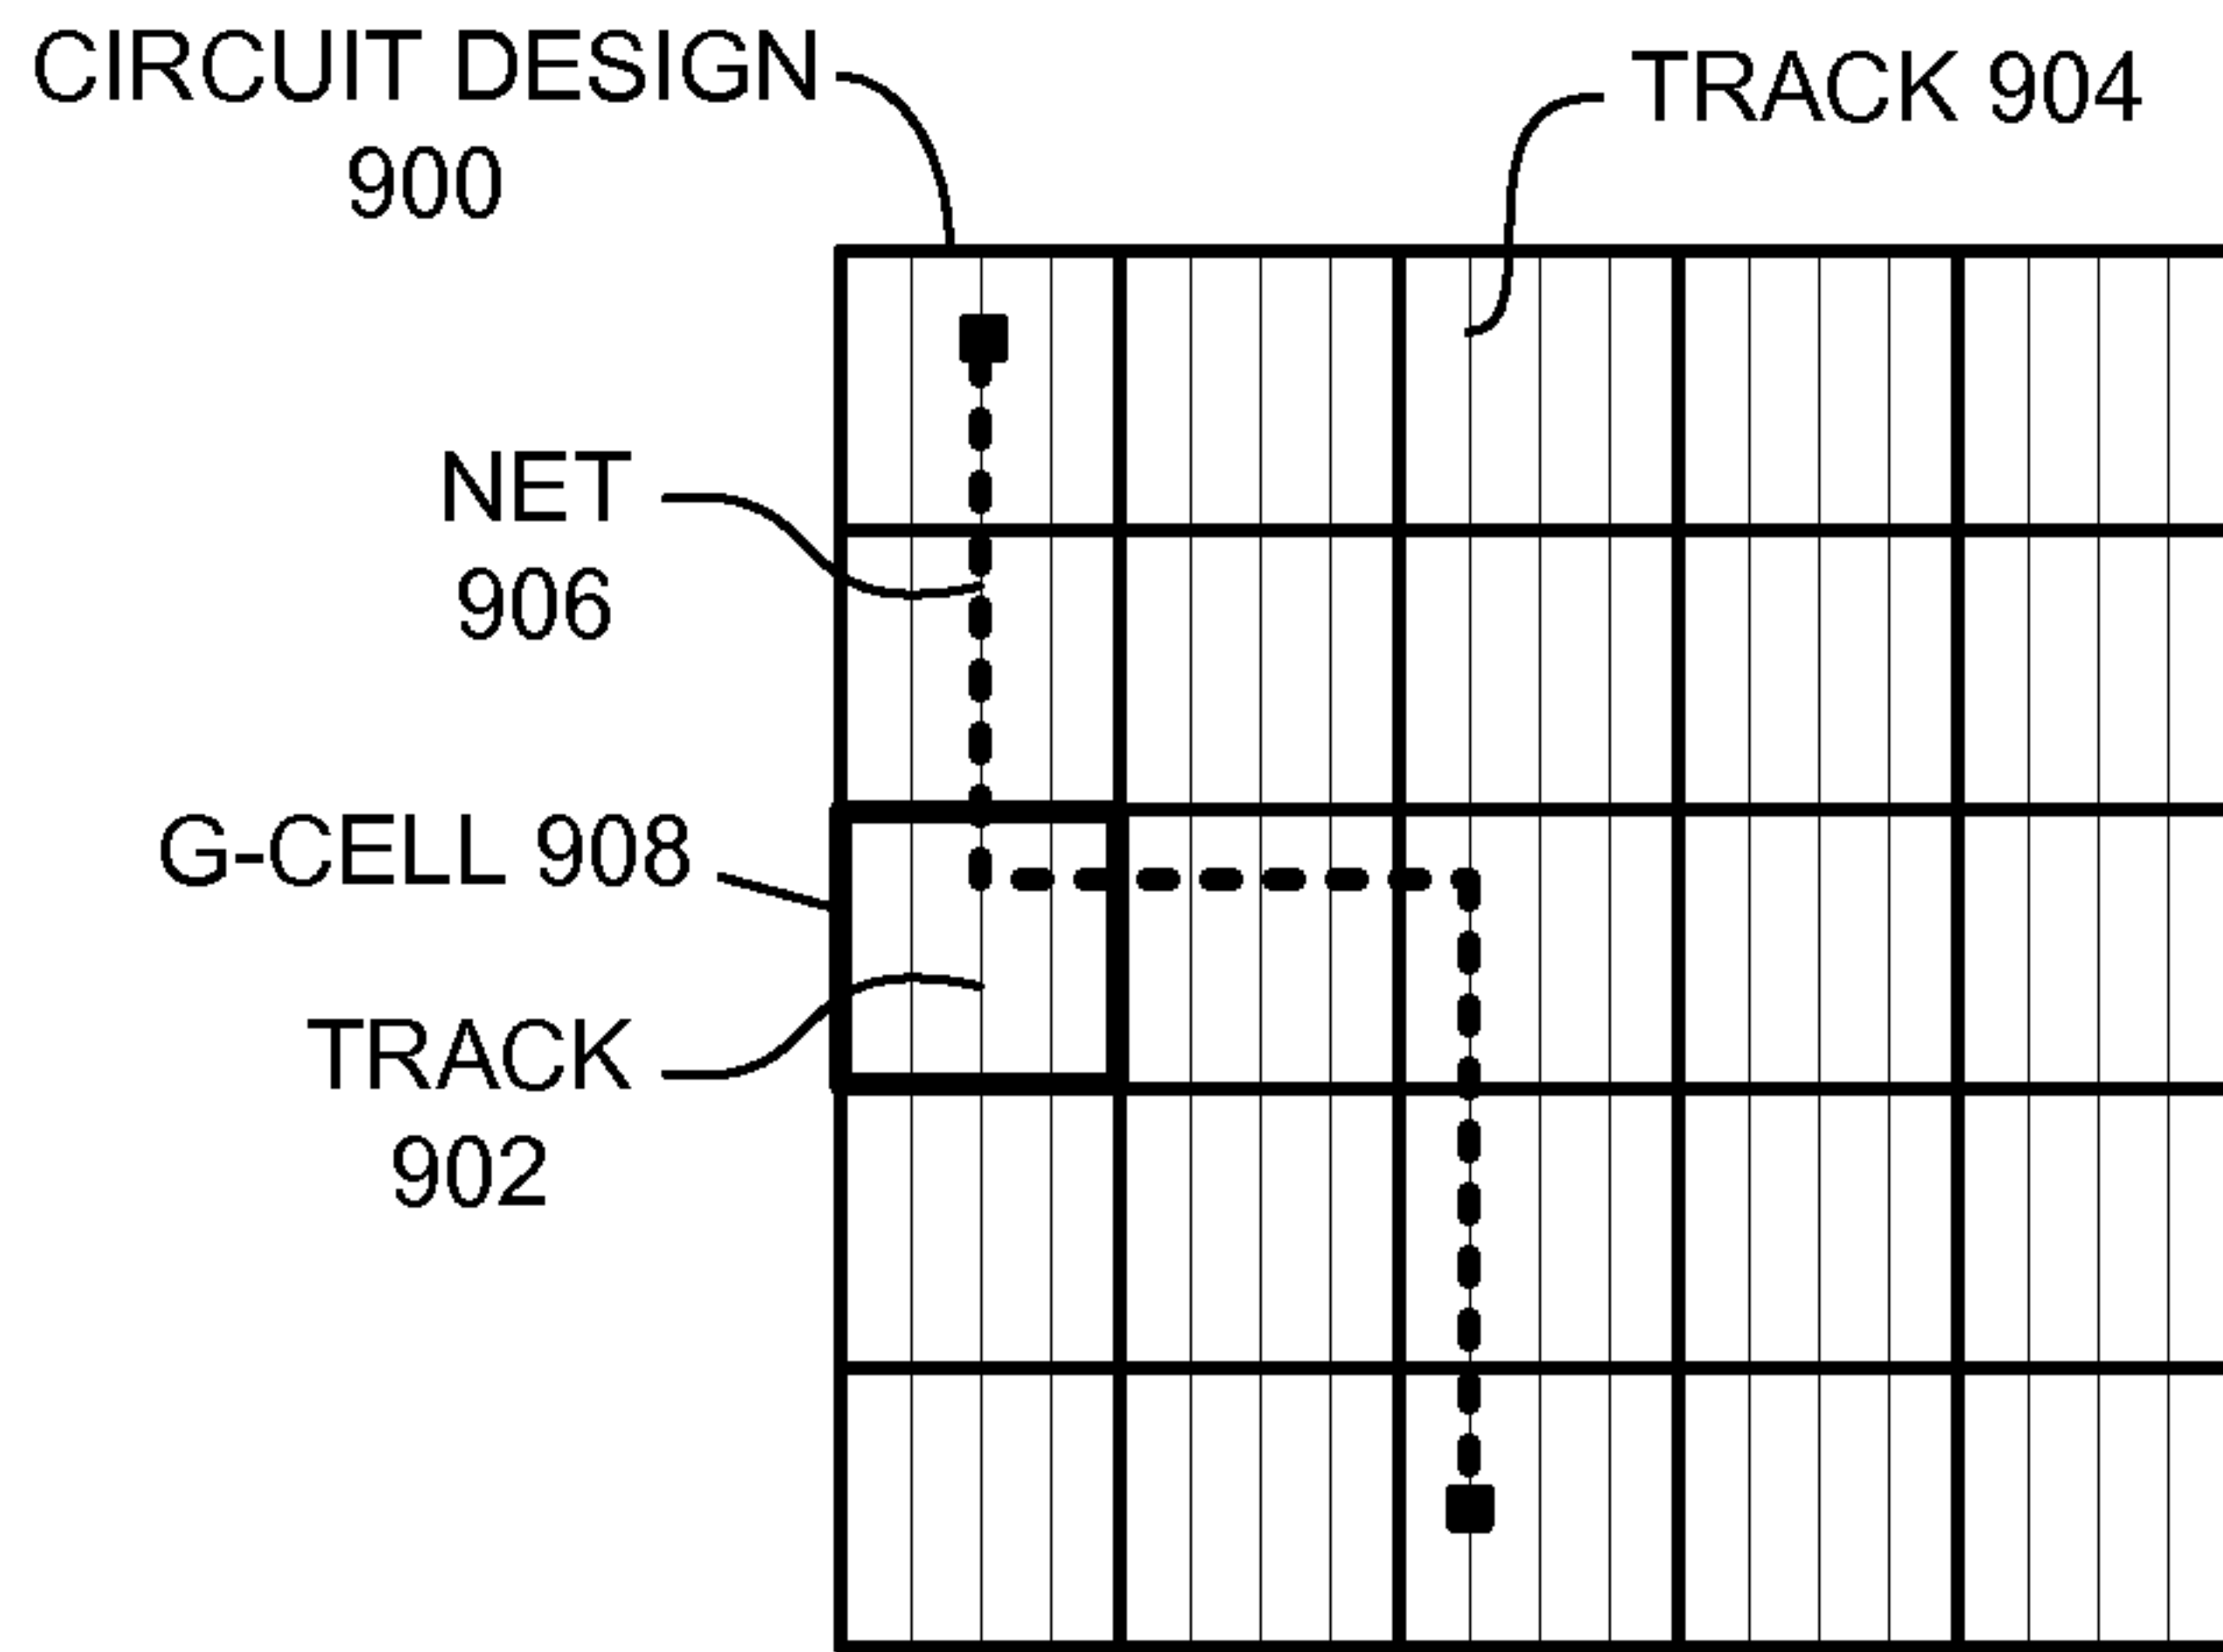 CIRCUIT DESIGN
900
TRACK 904
NET
906
G-CELL 908
TRACK
902